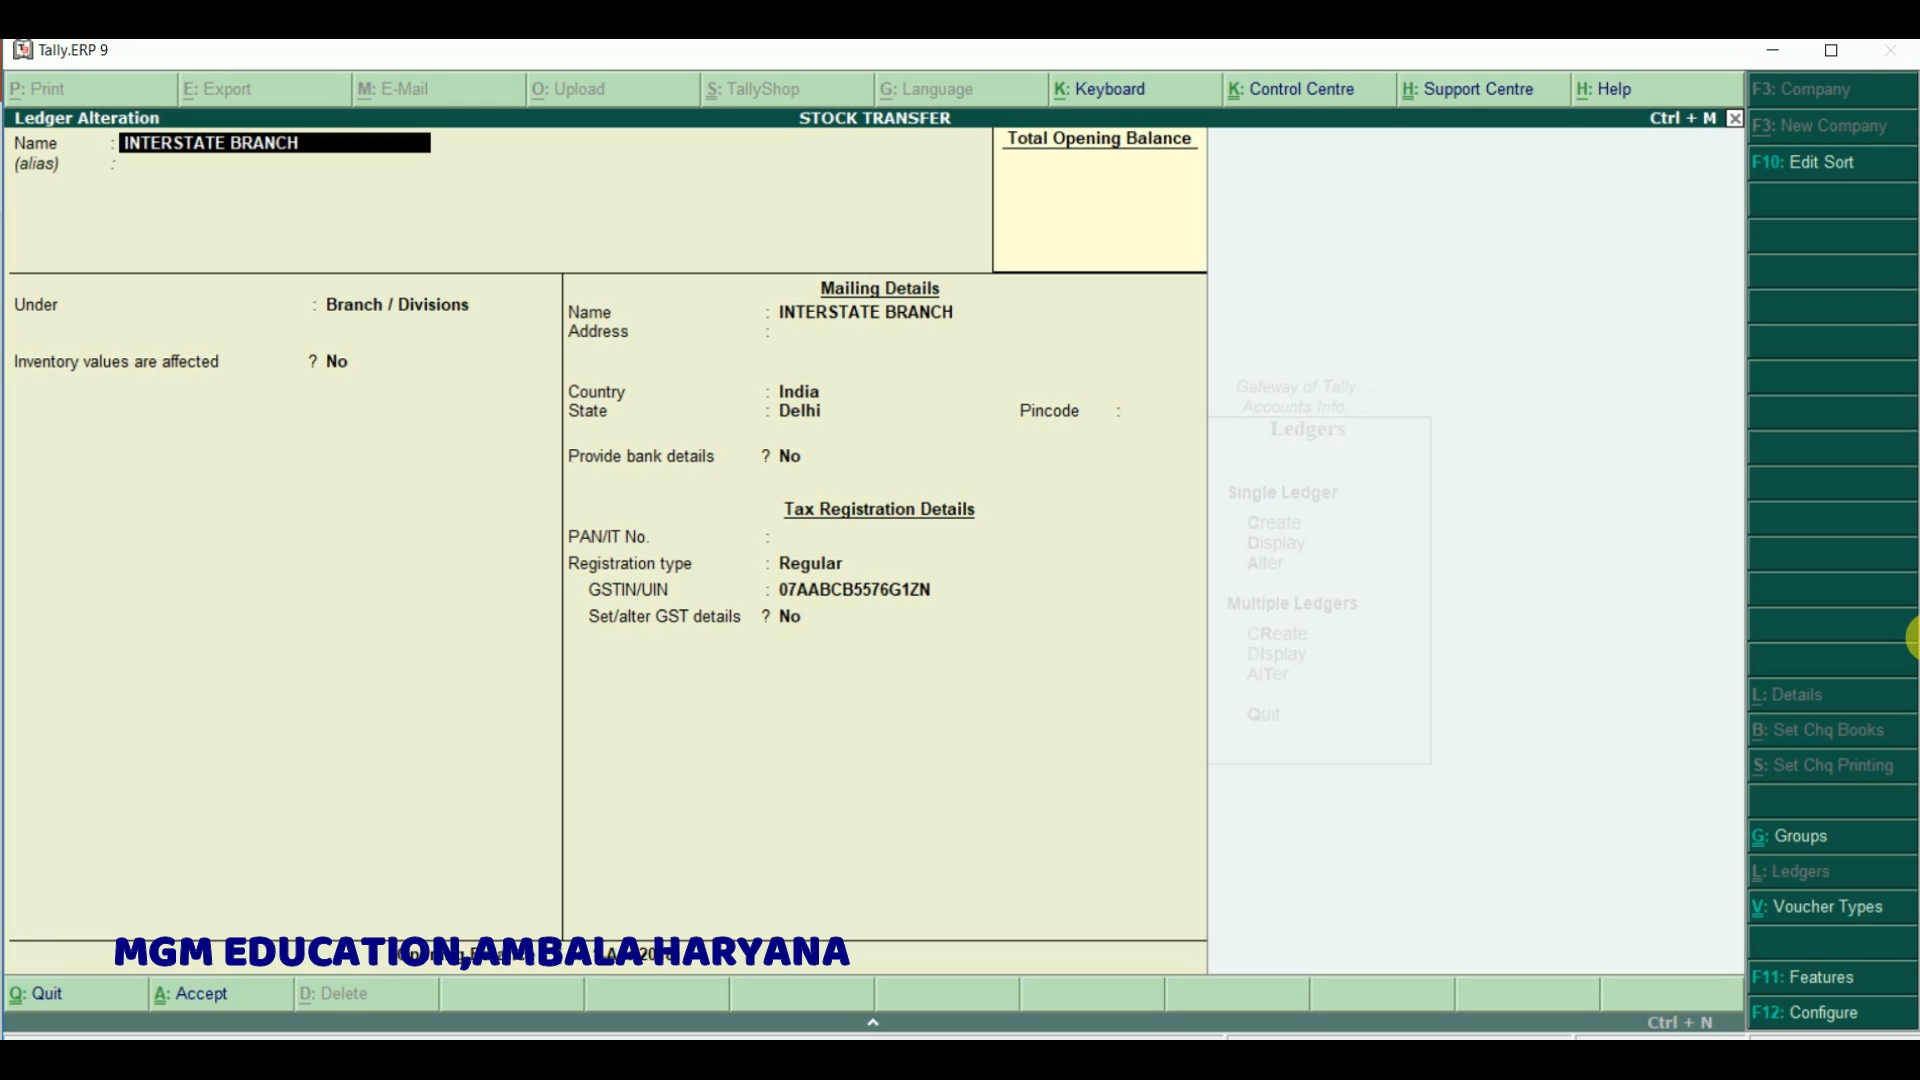 Tally.ERP 9
P: Print E: Export M: E-Mail O: Upload S: TallyShop G: Language K: Keyboard K: Control Centre H: Support Centre H: Help
F3: Company
Ledger Alteration STOCK TRANSFER Ctrl + M
F3: New Company
Name : INTERSTATE BRANCH
(alias) :
Total Opening Balance
F10: Edit Sort
Under : Branch / Divisions
Inventory values are affected ? No
Mailing Details
Name : INTERSTATE BRANCH
Address :
Country : India
State : Delhi Pincode :
Provide bank details ? No
Tax Registration Details
PAN/IT No. :
Registration type : Regular
GSTIN/UIN : 07AABCB5576G1ZN
Set/alter GST details ? No
Gateway of Tally .....
Accounts Info. .....
Ledgers
Single Ledger
Create
Display
Alter
Multiple Ledgers
CReate
DIsplay
AlTer
Quit
L: Details
B: Set Chq Books
S: Set Chq Printing
G: Groups
L: Ledgers
V: Voucher Types
F11: Features
F12: Configure
MGM EDUCATION,AMBALA HARYANA
Q: Quit A: Accept D: Delete
Ctrl + N